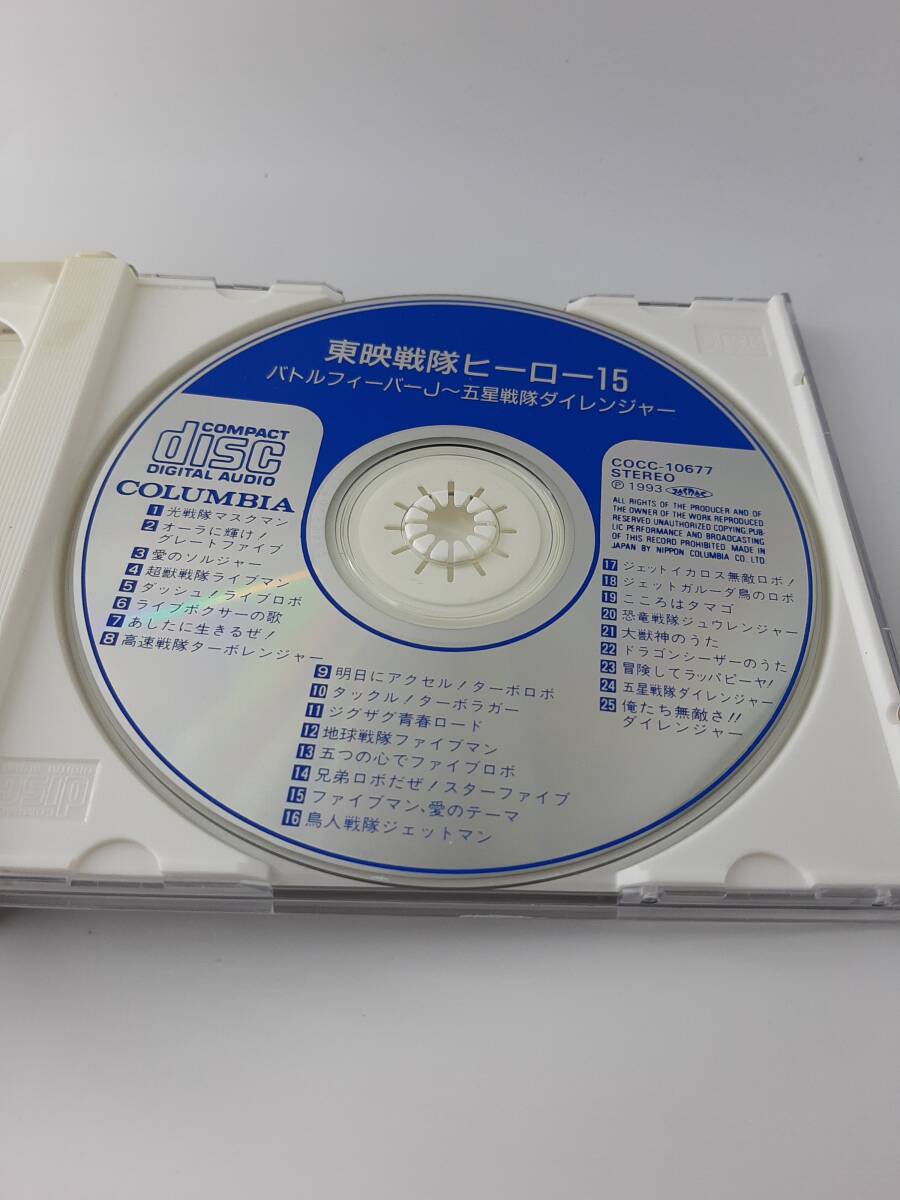 東映戦隊ヒーロー15
バトルフィーバーJ〜五星戦隊ダイレンジャー
COMPACT
disc
DIGITAL AUDIO
COLUMBIA
1 光戦隊マスクマン
2 オーラに輝け!
グレートファイブ
3 愛のソルジャー
4 超獣戦隊ライブマン
5 ダッシュ!ライブロボ
6 ライブボクサーの歌
7 あしたに生きるぜ!
8 高速戦隊ターボレンジャー
9 明日にアクセル!ターボロボ
10 タックル!ターボラガー
11 ジグザグ青春ロード
12 地球戦隊ファイブマン
13 五つの心でファイブロボ
14 兄弟ロボだぜ!スターファイブ
15 ファイブマン、愛のテーマ
16 鳥人戦隊ジェットマン
COCC-10677
STEREO
Ⓟ 1993
ALL RIGHTS OF THE PRODUCER AND OF
THE OWNER OF THE WORK REPRODUCED
RESERVED. UNAUTHORIZED COPYING, PUB-
LIC PERFORMANCE AND BROADCASTING
OF THIS RECORD PROHIBITED. MADE IN
JAPAN BY NIPPON COLUMBIA CO. LTD
17 ジェットイカロス無敵ロボ!
18 ジェットガルーダ鳥のロボ
19 こころはタマゴ
20 恐竜戦隊ジュウレンジャー
21 大獣神のうた
22 ドラゴンシーザーのうた
23 冒険してラッパピーヤ!
24 五星戦隊ダイレンジャー
25 俺たち無敵さ!!
ダイレンジャー